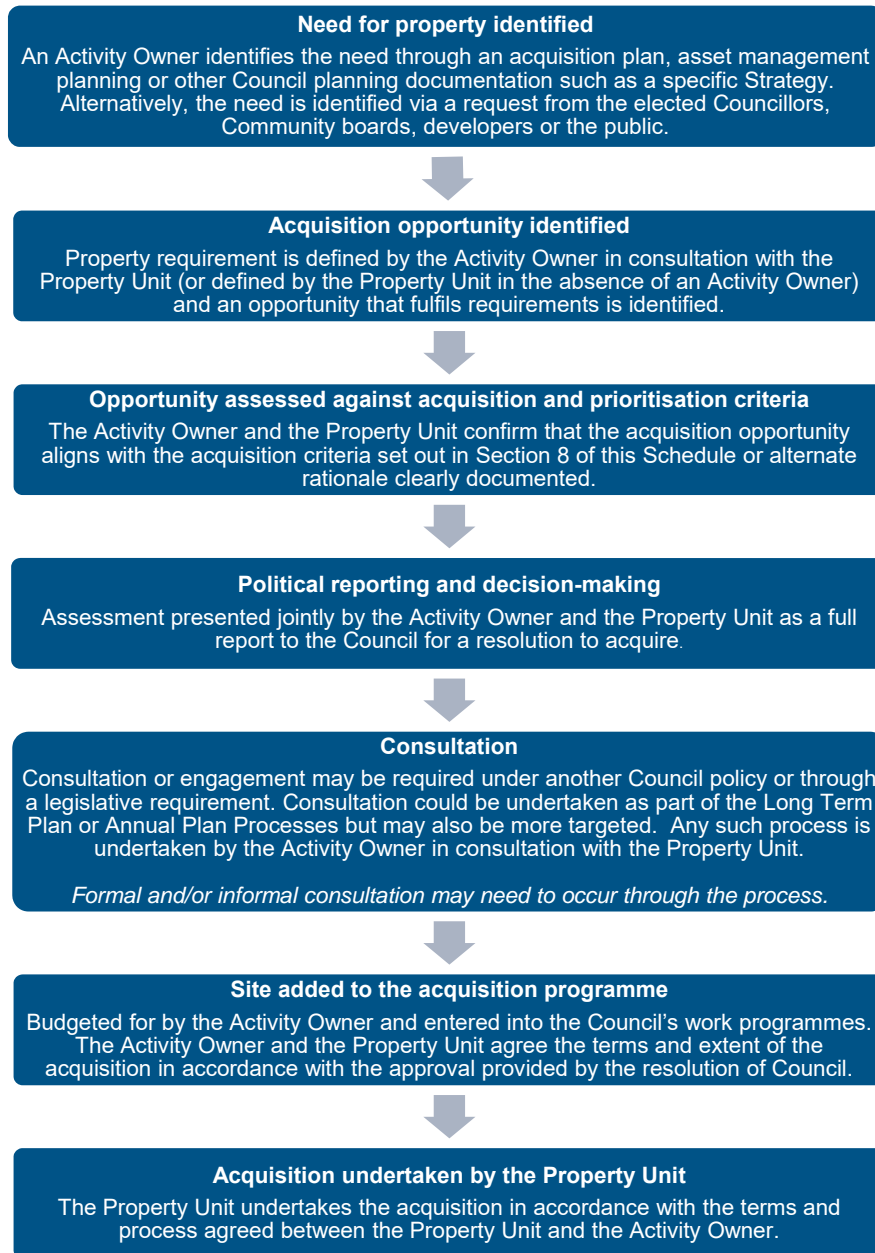 Need for property identified
An Activity Owner identifies the need through an acquisition plan, asset management
planning or other Council planning documentation such as a specific Strategy.
Alternatively, the need is identified via a request from the elected Councillors,
Community boards, developers or the public.
Acquisition opportunity identified
Property requirement is defined by the Activity Owner in consultation with the
Property Unit (or defined by the Property Unit in the absence of an Activity Owner)
and an opportunity that fulfils requirements is identified.
Opportunity assessed against acquisition and prioritisation criteria
The Activity Owner and the Property Unit confirm that the acquisition opportunity
aligns with the acquisition criteria set out in Section 8 of this Schedule or alternate
rationale clearly documented.
Political reporting and decision-making
Assessment presented jointly by the Activity Owner and the Property Unit as a full
report to the Council for a resolution to acquire.
Consultation
Consultation or engagement may be required under another Council policy or through
a legislative requirement. Consultation could be undertaken as part of the Long Term
Plan or Annual Plan Processes but may also be more targeted.  Any such process is
undertaken by the Activity Owner in consultation with the Property Unit.
Formal and/or informal consultation may need to occur through the process.
Site added to the acquisition programme
Budgeted for by the Activity Owner and entered into the Council's work programmes.
The Activity Owner and the Property Unit agree the terms and extent of the
acquisition in accordance with the approval provided by the resolution of Council.
Acquisition undertaken by the Property Unit
The Property Unit undertakes the acquisition in accordance with the terms and
process agreed between the Property Unit and the Activity Owner.